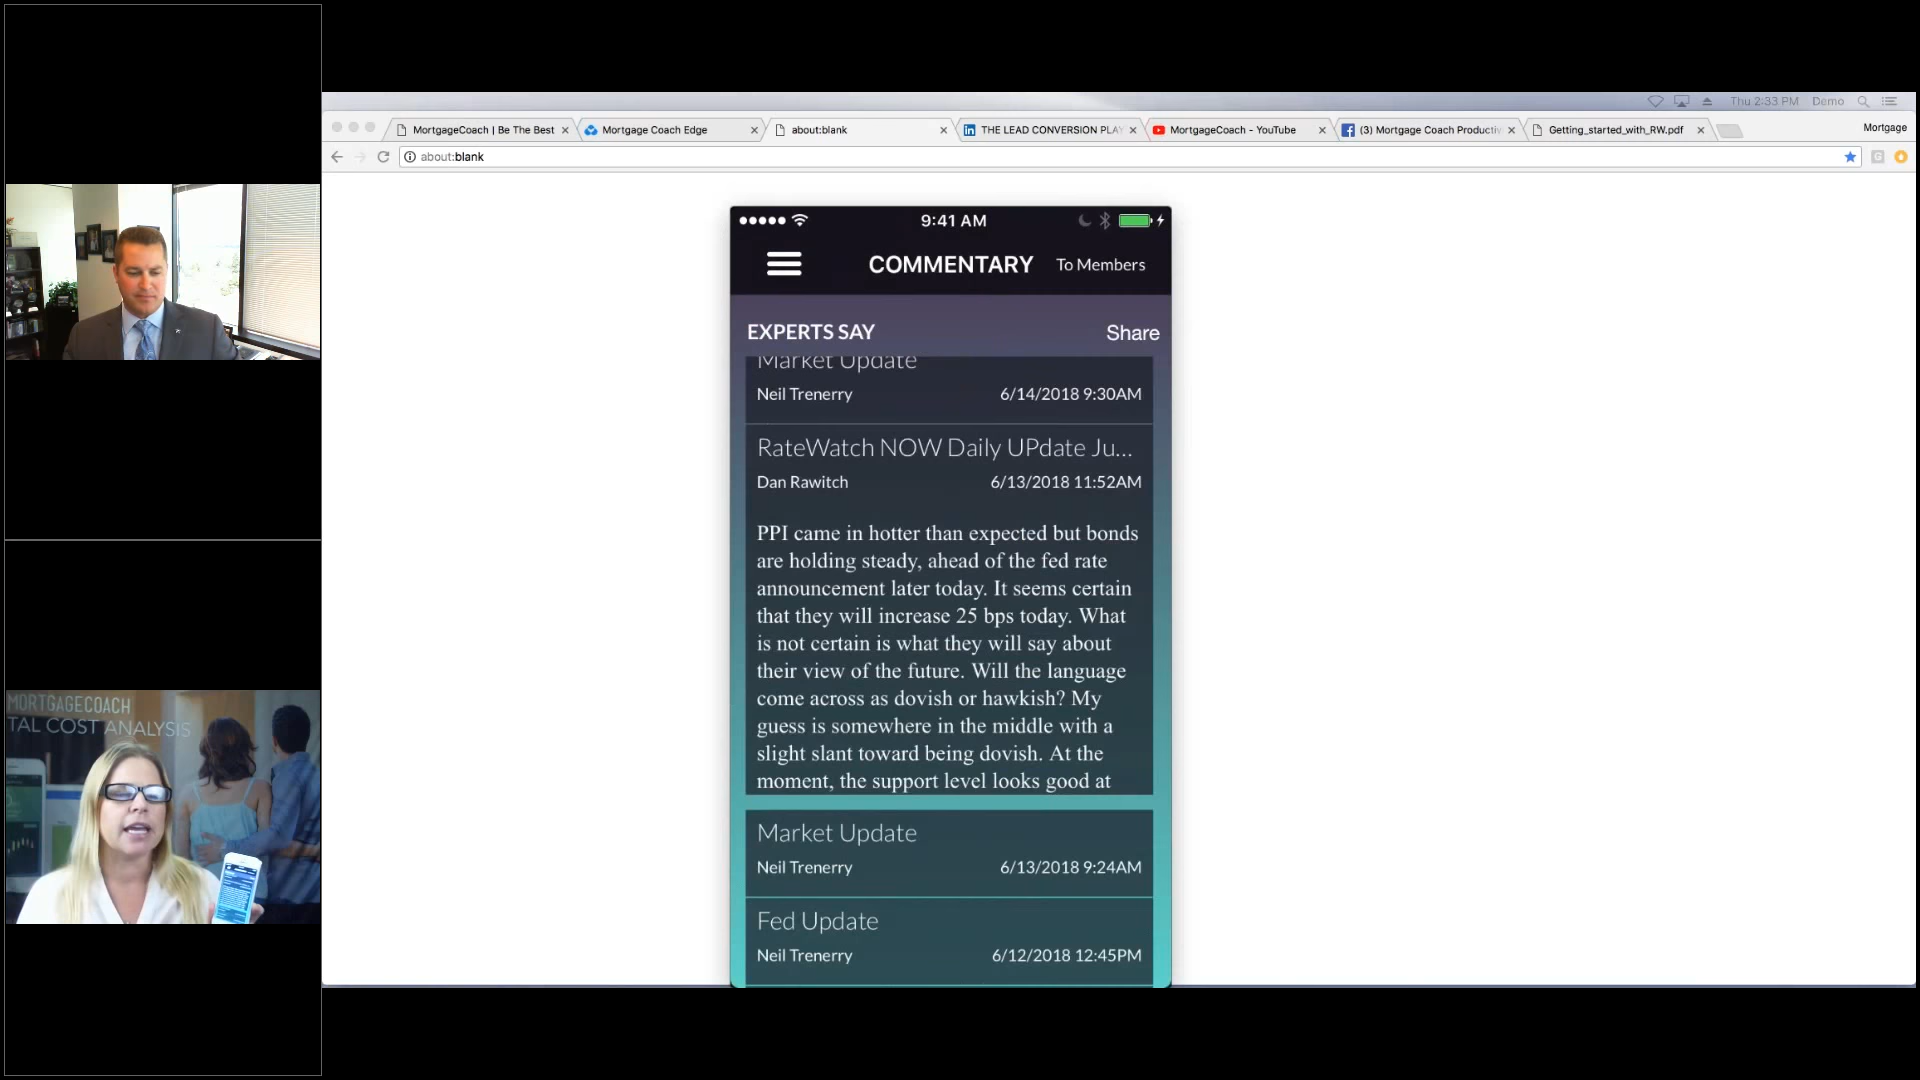 Thu 2:33 PM Demo
MortgageCoach | Be The Best
Mortgage Coach Edge
about:blank
THE LEAD CONVERSION PLA
MortgageCoach - YouTube
(3) Mortgage Coach Productiv
Getting_started_with_RW.pdf
Mortgage
about:blank
9:41 AM
COMMENTARY
To Members
EXPERTS SAY
Share
Market Update
Neil Trenerry
6/14/2018 9:30AM
RateWatch NOW Daily UPdate Ju...
Dan Rawitch
6/13/2018 11:52AM
PPI came in hotter than expected but bonds
are holding steady, ahead of the fed rate
announcement later today. It seems certain
that they will increase 25 bps today. What
is not certain is what they will say about
their view of the future. Will the language
come across as dovish or hawkish? My
guess is somewhere in the middle with a
slight slant toward being dovish. At the
moment, the support level looks good at
Market Update
Neil Trenerry
6/13/2018 9:24AM
Fed Update
Neil Trenerry
6/12/2018 12:45PM
MORTGAGECOACH
TAL COST ANALYSIS